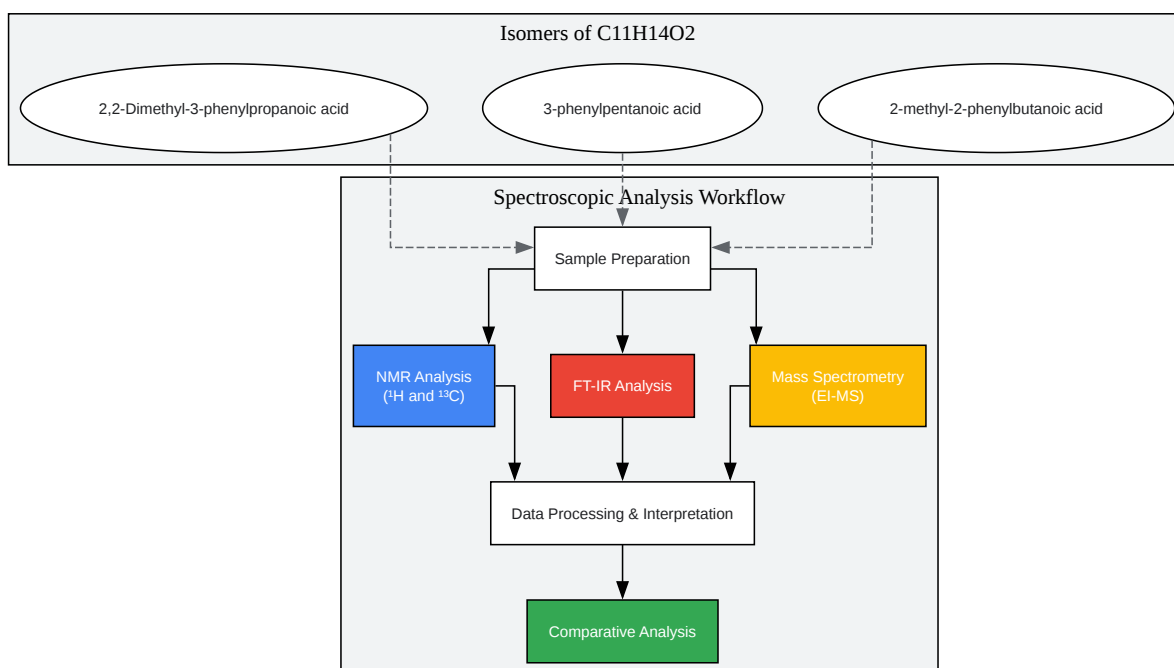 Isomers of C11H14O2
2,2-Dimethyl-3-phenylpropanoic acid
3-phenylpentanoic acid
2-methyl-2-phenylbutanoic acid
Spectroscopic Analysis Workflow
Sample Preparation
NMR Analysis
(¹H and ¹³C)
FT-IR Analysis
Mass Spectrometry
(EI-MS)
Data Processing & Interpretation
Comparative Analysis